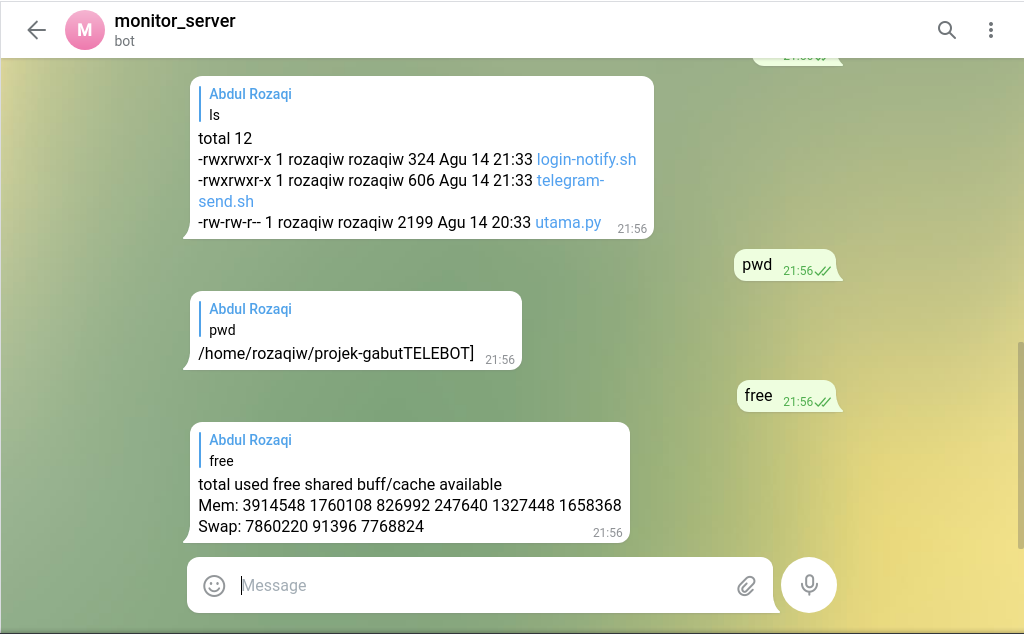 M
monitor_server
bot
Abdul Rozaqi
ls
total 12
-rwxrwxr-x 1 rozaqiw rozaqiw 324 Agu 14 21:33 login-notify.sh
-rwxrwxr-x 1 rozaqiw rozaqiw 606 Agu 14 21:33 telegram-
send.sh
-rw-rw-r-- 1 rozaqiw rozaqiw 2199 Agu 14 20:33 utama.py
21:56
pwd 21:56
Abdul Rozaqi
pwd
/home/rozaqiw/projek-gabutTELEBOT] 21:56
free 21:56
Abdul Rozaqi
free
total used free shared buff/cache available
Mem: 3914548 1760108 826992 247640 1327448 1658368
Swap: 7860220 91396 7768824
21:56
Message